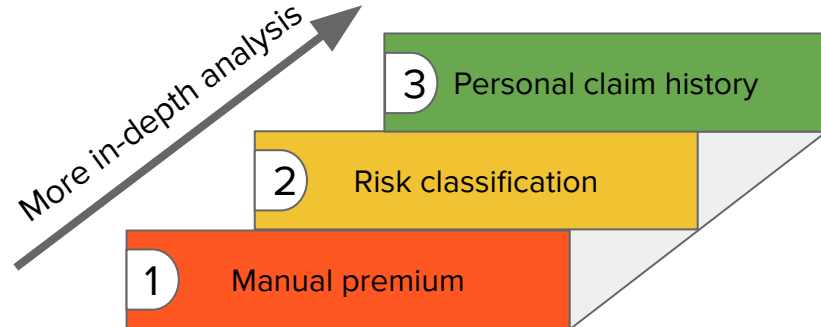 More in-depth analysis
3 Personal claim history
2 Risk classification
1 Manual premium